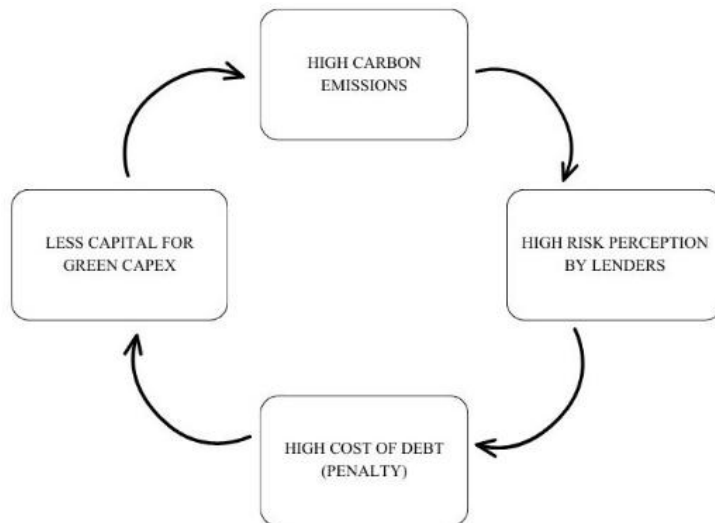 HIGH CARBON
EMISSIONS
HIGH RISK PERCEPTION
BY LENDERS
HIGH COST OF DEBT
(PENALTY)
LESS CAPITAL FOR
GREEN CAPEX